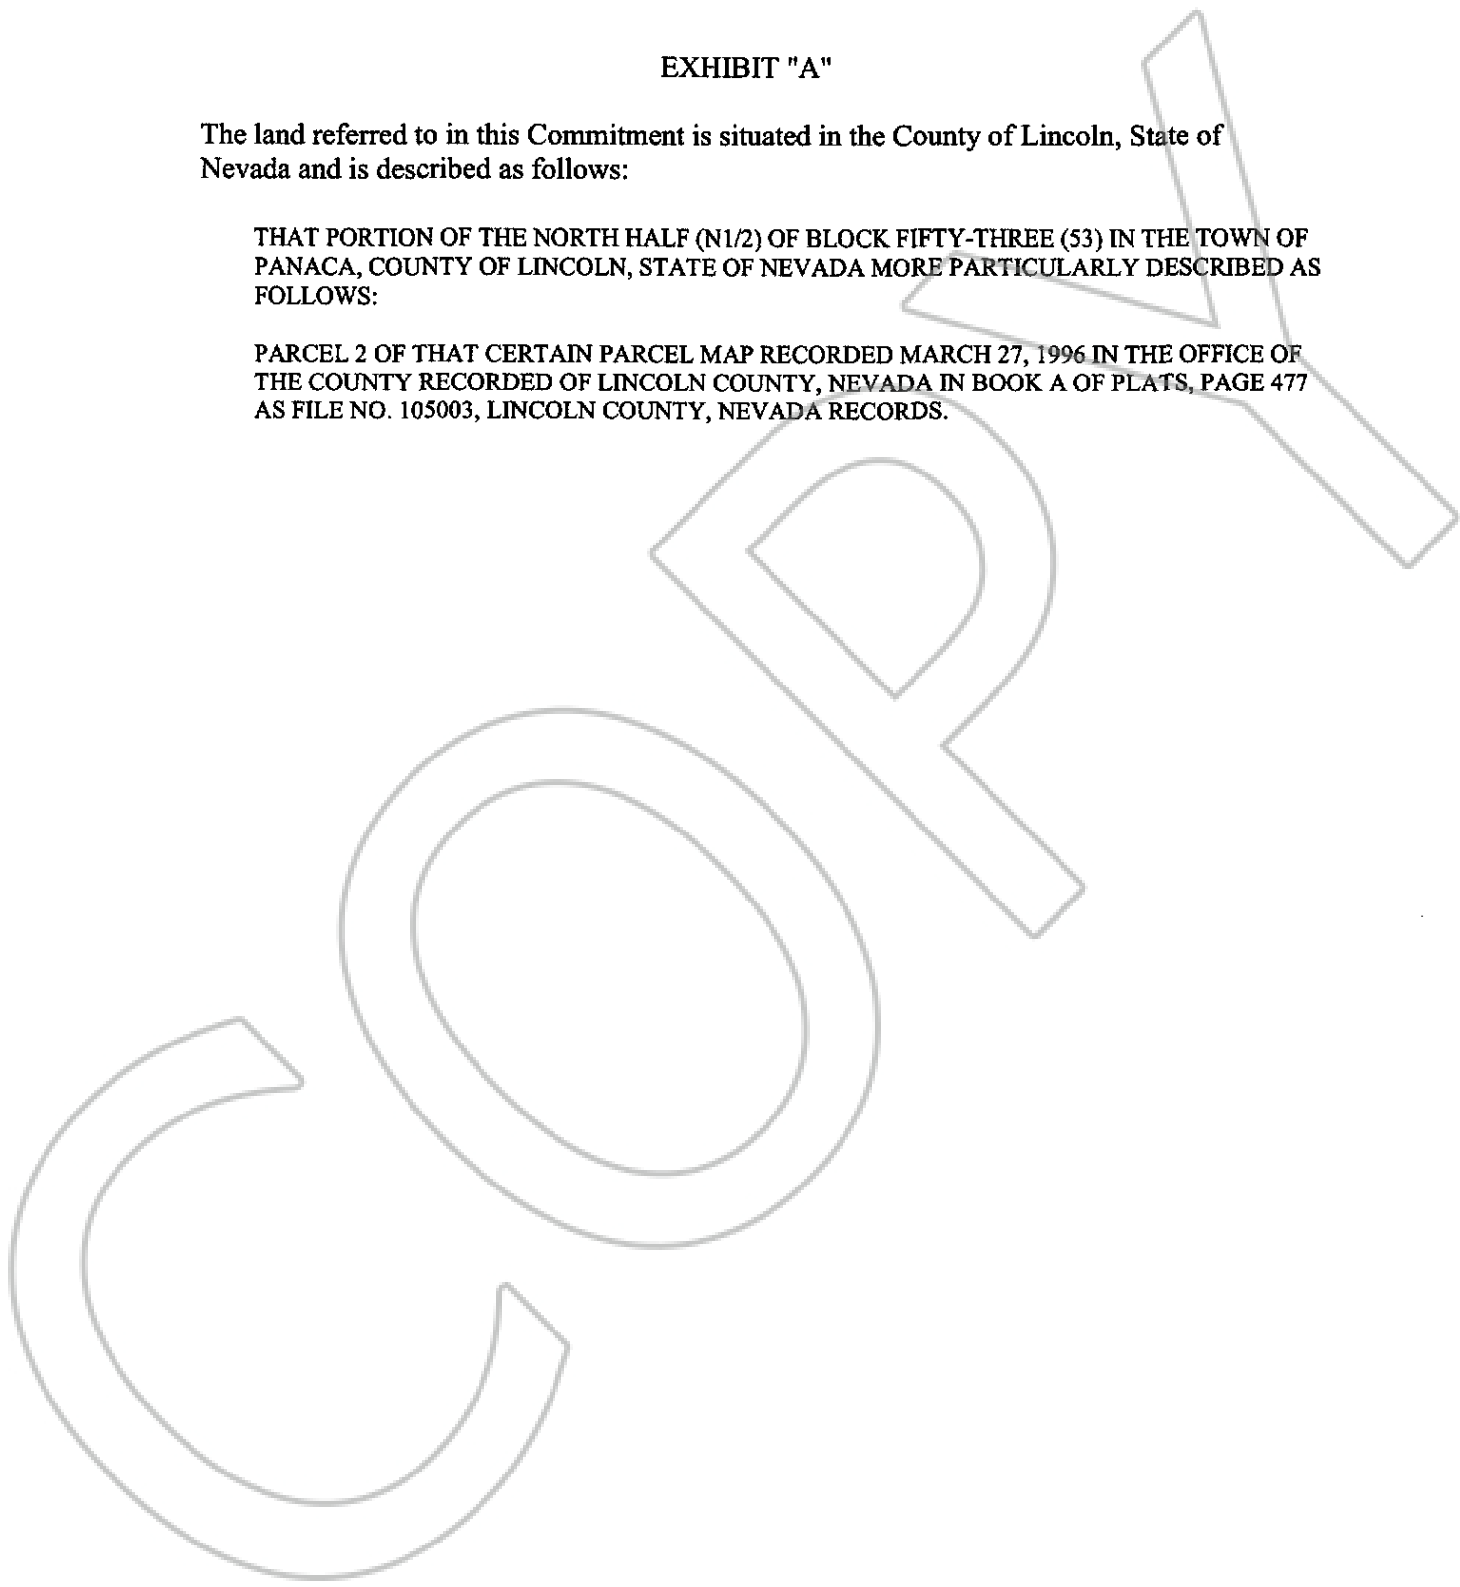 EXHIBIT "A"
The land referred to in this Commitment is situated in the County of Lincoln, State of
Nevada and is described as follows:
THAT PORTION OF THE NORTH HALF (N1/2) OF BLOCK FIFTY-THREE (53) IN THE TOWN OF
PANACA, COUNTY OF LINCOLN, STATE OF NEVADA MORE PARTICULARLY DESCRIBED AS
FOLLOWS:
PARCEL 2 OF THAT CERTAIN PARCEL MAP RECORDED MARCH 27, 1996 IN THE OFFICE OF
THE COUNTY RECORDED OF LINCOLN COUNTY, NEVADA IN BOOK A OF PLATS, PAGE 477
AS FILE NO. 105003, LINCOLN COUNTY, NEVADA RECORDS.
COPY